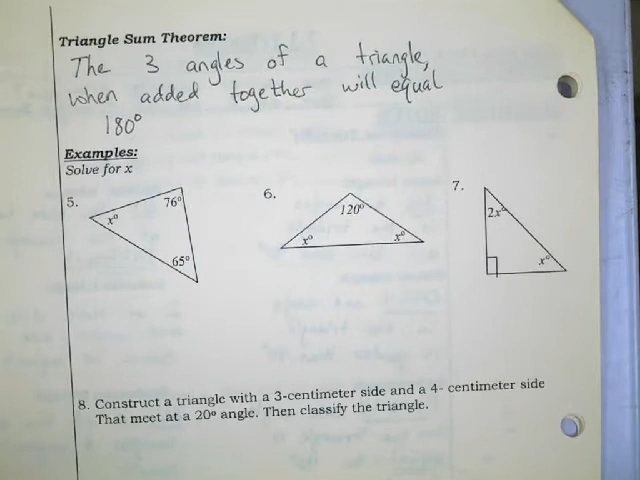 Triangle Sum Theorem:
The 3 angles of a triangle,
when added together will equal
180°
Examples:
Solve for x
5.
76°
x°
65°
6.
120°
x°
x°
7.
2x°
x°
8. Construct a triangle with a 3-centimeter side and a 4- centimeter side
That meet at a 20° angle. Then classify the triangle.